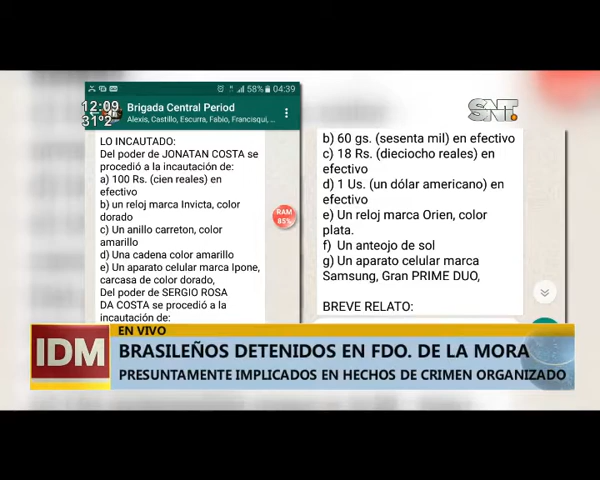 58% 04:39
12:09
31°2
Brigada Central Period
Alexis, Castillo, Escurra, Fabio, Francisqui, ...
SNT.
LO INCAUTADO:
Del poder de JONATAN COSTA se
procedió a la incautación de:
a) 100 Rs. (cien reales) en
efectivo
b) un reloj marca Invicta, color
dorado
c) Un anillo carreton, color
amarillo
d) Una cadena color amarillo
e) Un aparato celular marca Ipone,
carcasa de color dorado,
Del poder de SERGIO ROSA
DA COSTA se procedió a la
incautación de:
RAM
85%
b) 60 gs. (sesenta mil) en efectivo
c) 18 Rs. (dieciocho reales) en
efectivo
d) 1 Us. (un dólar americano) en
efectivo
e) Un reloj marca Orien, color
plata.
f) Un anteojo de sol
g) Un aparato celular marca
Samsung, Gran PRIME DUO,
BREVE RELATO:
EN VIVO
IDM
BRASILEÑOS DETENIDOS EN FDO. DE LA MORA
PRESUNTAMENTE IMPLICADOS EN HECHOS DE CRIMEN ORGANIZADO